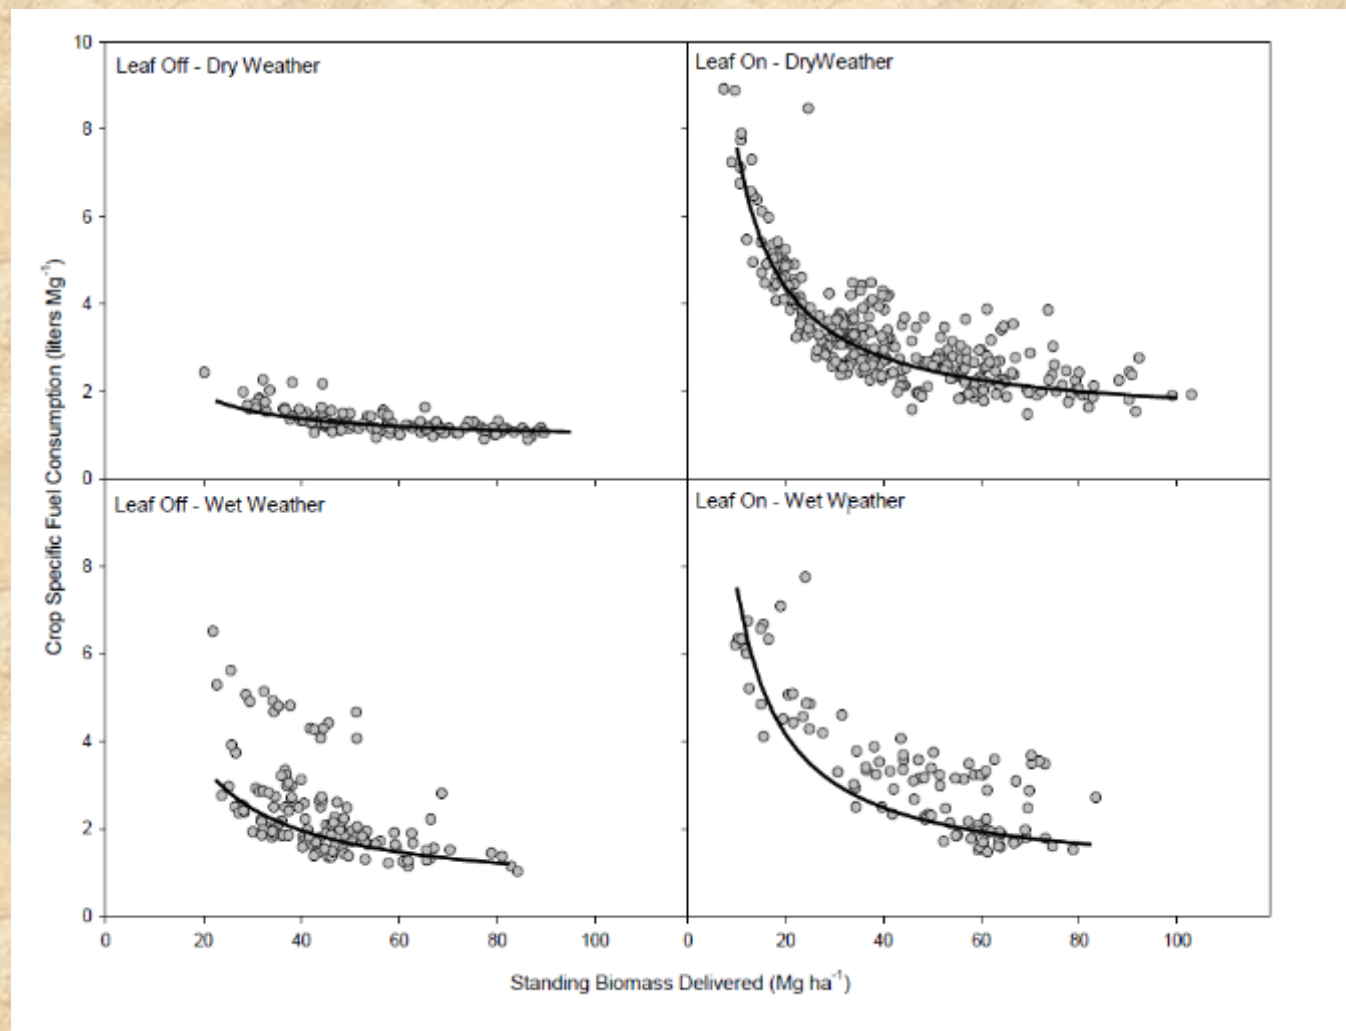 10
Leaf Off - Dry Weather
Leaf On - DryWeather
8
6
4
2
0
Leaf Off - Wet Weather
Leaf On - Wet Weather
8
6
4
2
0
0 20 40 60 80 100 0 20 40 60 80 100
Crop Specific Fuel Consumption (liters Mg⁻¹)
Standing Biomass Delivered (Mg ha⁻¹)